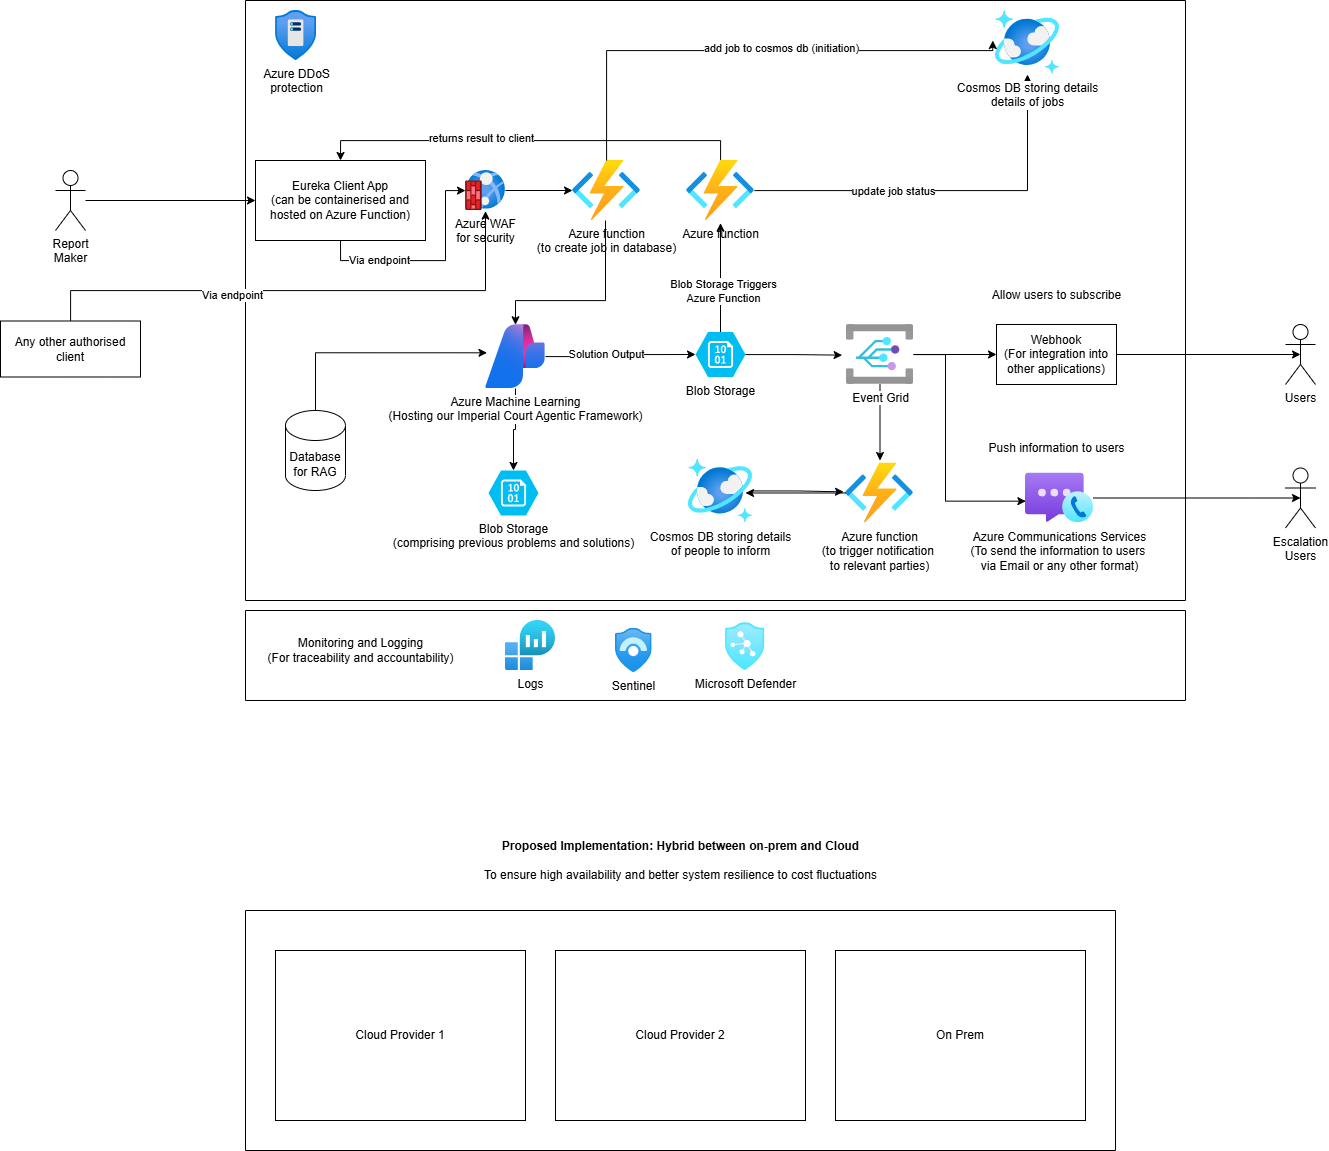 Azure DDoS
protection
add job to cosmos db (initiation)
Cosmos DB storing details
details of jobs
returns result to client
Eureka Client App
(can be containerised and
hosted on Azure Function)
Azure WAF
for security
Azure function
(to create job in database)
Azure function
update job status
Report
Maker
Via endpoint
Via endpoint
Any other authorised
client
Blob Storage Triggers
Azure Function
Allow users to subscribe
Webhook
(For integration into
other applications)
Users
Solution Output
Blob Storage
Event Grid
Azure Machine Learning
(Hosting our Imperial Court Agentic Framework)
Database
for RAG
10
01
10
01
Blob Storage
(comprising previous problems and solutions)
Cosmos DB storing details
of people to inform
Azure function
(to trigger notification
to relevant parties)
Push information to users
Azure Communications Services
(To send the information to users
via Email or any other format)
Escalation
Users
Monitoring and Logging
(For traceability and accountability)
Logs
Sentinel
Microsoft Defender
Proposed Implementation: Hybrid between on-prem and Cloud
To ensure high availability and better system resilience to cost fluctuations
Cloud Provider 1
Cloud Provider 2
On Prem